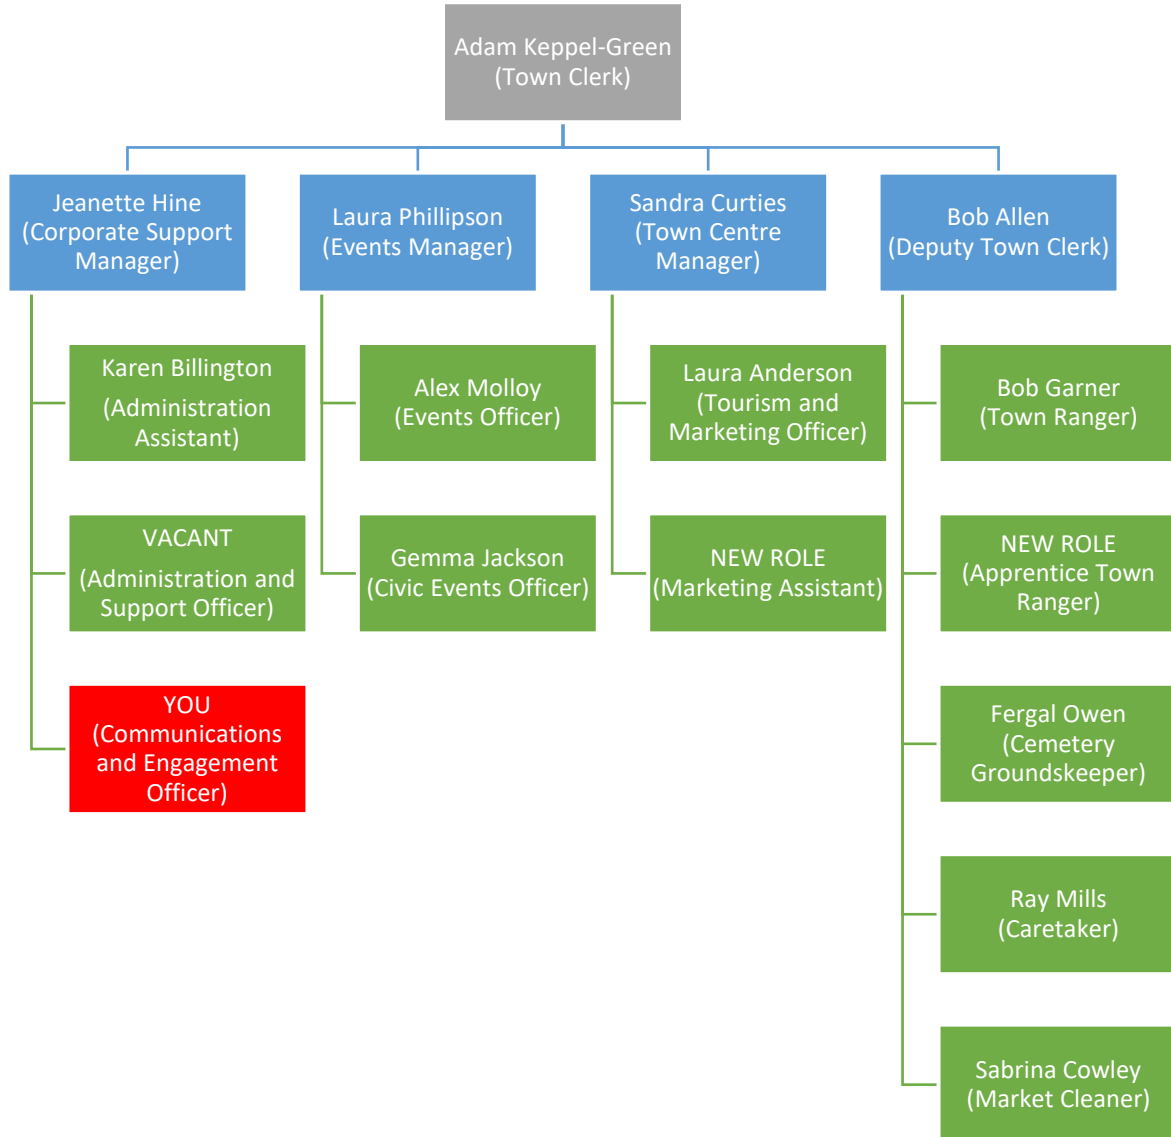 Adam Keppel-Green
(Town Clerk)
Jeanette Hine
(Corporate Support
Manager)
Laura Phillipson
(Events Manager)
Sandra Curties
(Town Centre
Manager)
Bob Allen
(Deputy Town Clerk)
Karen Billington
(Administration
Assistant)
VACANT
(Administration and
Support Officer)
YOU
(Communications
and Engagement
Officer)
Alex Molloy
(Events Officer)
Gemma Jackson
(Civic Events Officer)
Laura Anderson
(Tourism and
Marketing Officer)
NEW ROLE
(Marketing Assistant)
Bob Garner
(Town Ranger)
NEW ROLE
(Apprentice Town
Ranger)
Fergal Owen
(Cemetery
Groundskeeper)
Ray Mills
(Caretaker)
Sabrina Cowley
(Market Cleaner)